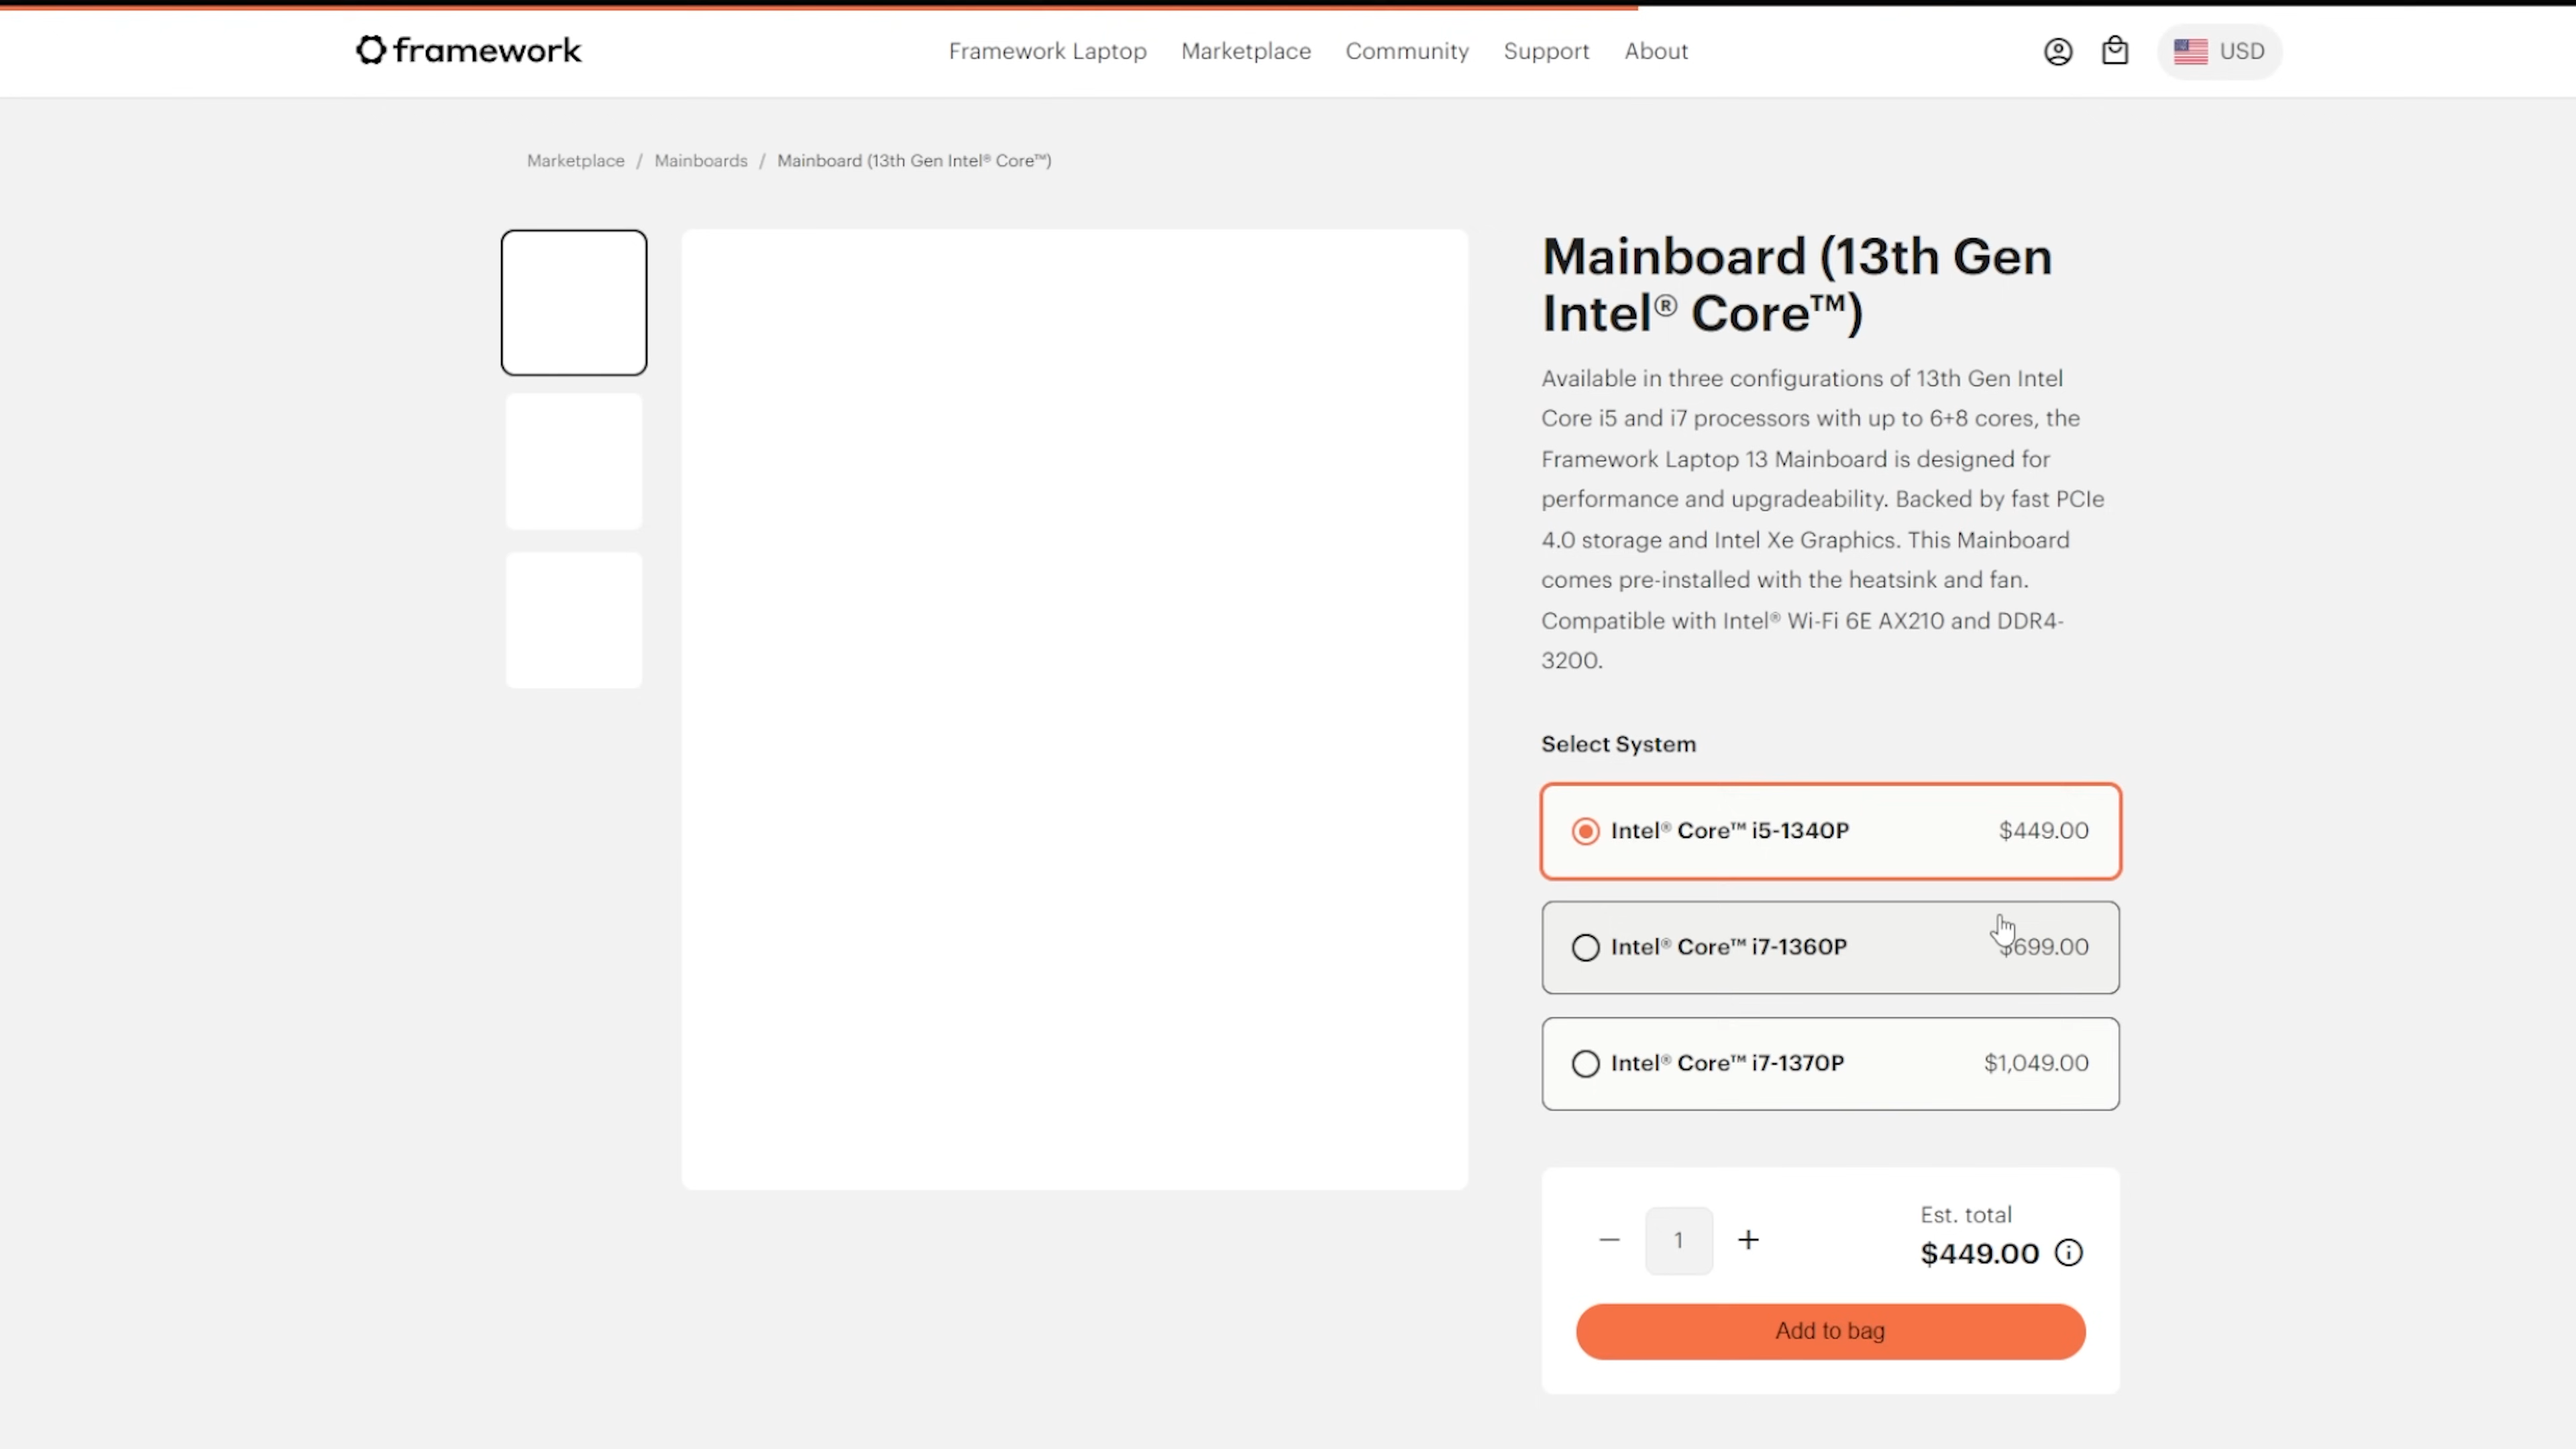 framework
Framework Laptop
Marketplace
Community
Support
About
USD
Marketplace / Mainboards / Mainboard (13th Gen Intel® Core™)
Mainboard (13th Gen
Intel® Core™)
Available in three configurations of 13th Gen Intel
Core i5 and i7 processors with up to 6+8 cores, the
Framework Laptop 13 Mainboard is designed for
performance and upgradeability. Backed by fast PCIe
4.0 storage and Intel Xe Graphics. This Mainboard
comes pre-installed with the heatsink and fan.
Compatible with Intel® Wi-Fi 6E AX210 and DDR4-
3200.
Select System
Intel® Core™ i5-1340P $449.00
Intel® Core™ i7-1360P $699.00
Intel® Core™ i7-1370P $1,049.00
Est. total
− 1 + $449.00
Add to bag